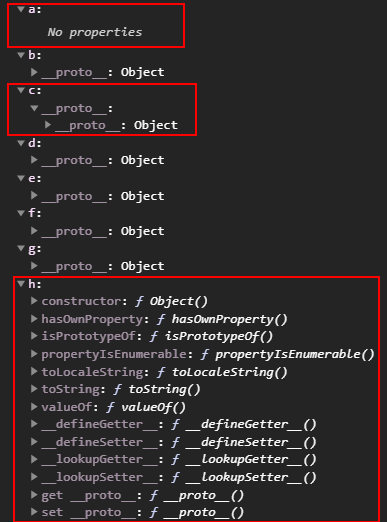 a:
No properties
b:
__proto__: Object
c:
__proto__:
__proto__: Object
d:
__proto__: Object
e:
__proto__: Object
f:
__proto__: Object
g:
__proto__: Object
h:
constructor: ƒ Object()
hasOwnProperty: ƒ hasOwnProperty()
isPrototypeOf: ƒ isPrototypeOf()
propertyIsEnumerable: ƒ propertyIsEnumerable()
toLocaleString: ƒ toLocaleString()
toString: ƒ toString()
valueOf: ƒ valueOf()
__defineGetter__: ƒ __defineGetter__()
__defineSetter__: ƒ __defineSetter__()
__lookupGetter__: ƒ __lookupGetter__()
__lookupSetter__: ƒ __lookupSetter__()
get __proto__: ƒ __proto__()
set __proto__: ƒ __proto__()